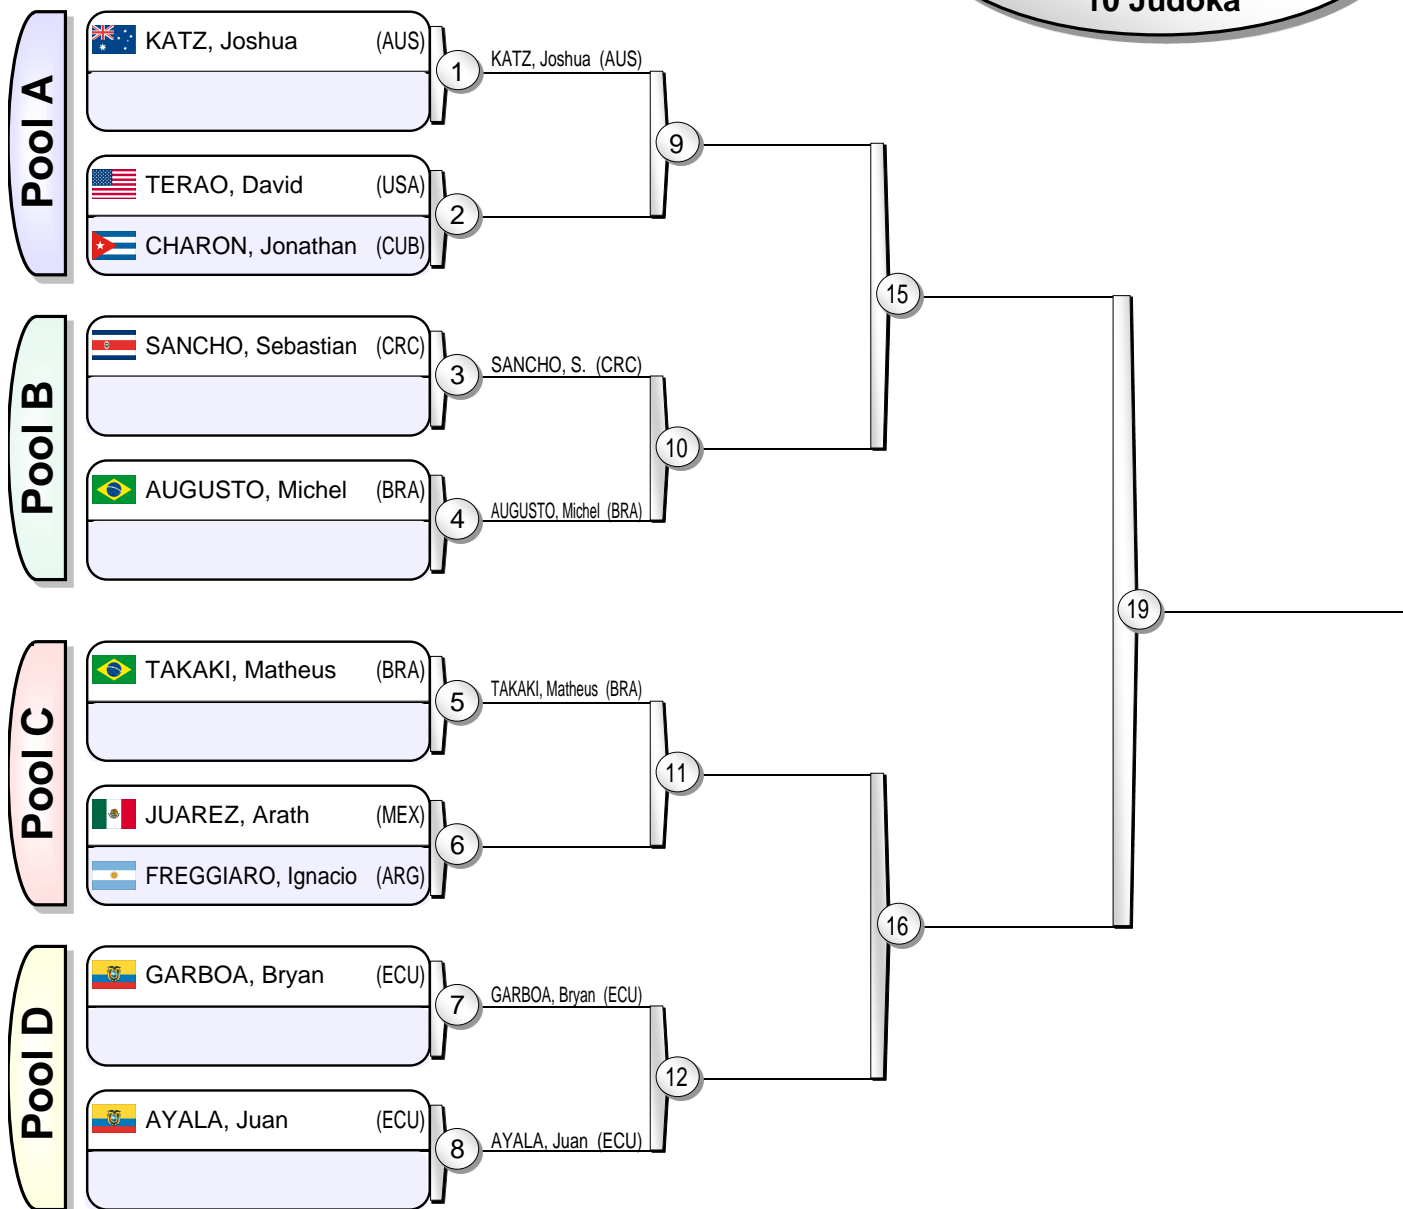 10 Judoka
Pool A
KATZ, Joshua (AUS)
1
KATZ, Joshua (AUS)
9
TERAO, David (USA)
2
CHARON, Jonathan (CUB)
15
Pool B
SANCHO, Sebastian (CRC)
3
SANCHO, S. (CRC)
10
AUGUSTO, Michel (BRA)
4
AUGUSTO, Michel (BRA)
19
Pool C
TAKAKI, Matheus (BRA)
5
TAKAKI, Matheus (BRA)
11
JUAREZ, Arath (MEX)
6
FREGGIARO, Ignacio (ARG)
16
Pool D
GARBOA, Bryan (ECU)
7
GARBOA, Bryan (ECU)
12
AYALA, Juan (ECU)
8
AYALA, Juan (ECU)